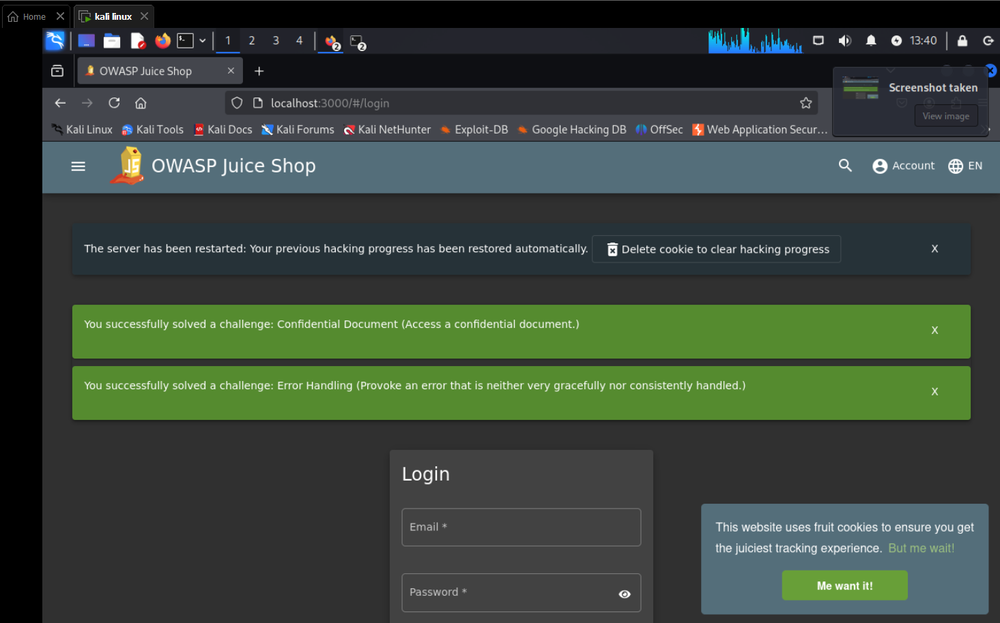 Home
kali linux
1 2 3 4
2 2
13:40
OWASP Juice Shop
Screenshot taken
View image
localhost:3000/#/login
Kali Linux Kali Tools Kali Docs Kali Forums Kali NetHunter Exploit-DB Google Hacking DB OffSec Web Application Secur…
OWASP Juice Shop
Account EN
The server has been restarted: Your previous hacking progress has been restored automatically. Delete cookie to clear hacking progress X
You successfully solved a challenge: Confidential Document (Access a confidential document.) X
You successfully solved a challenge: Error Handling (Provoke an error that is neither very gracefully nor consistently handled.) X
Login
Email *
Password *
This website uses fruit cookies to ensure you get
the juiciest tracking experience. But me wait!
Me want it!